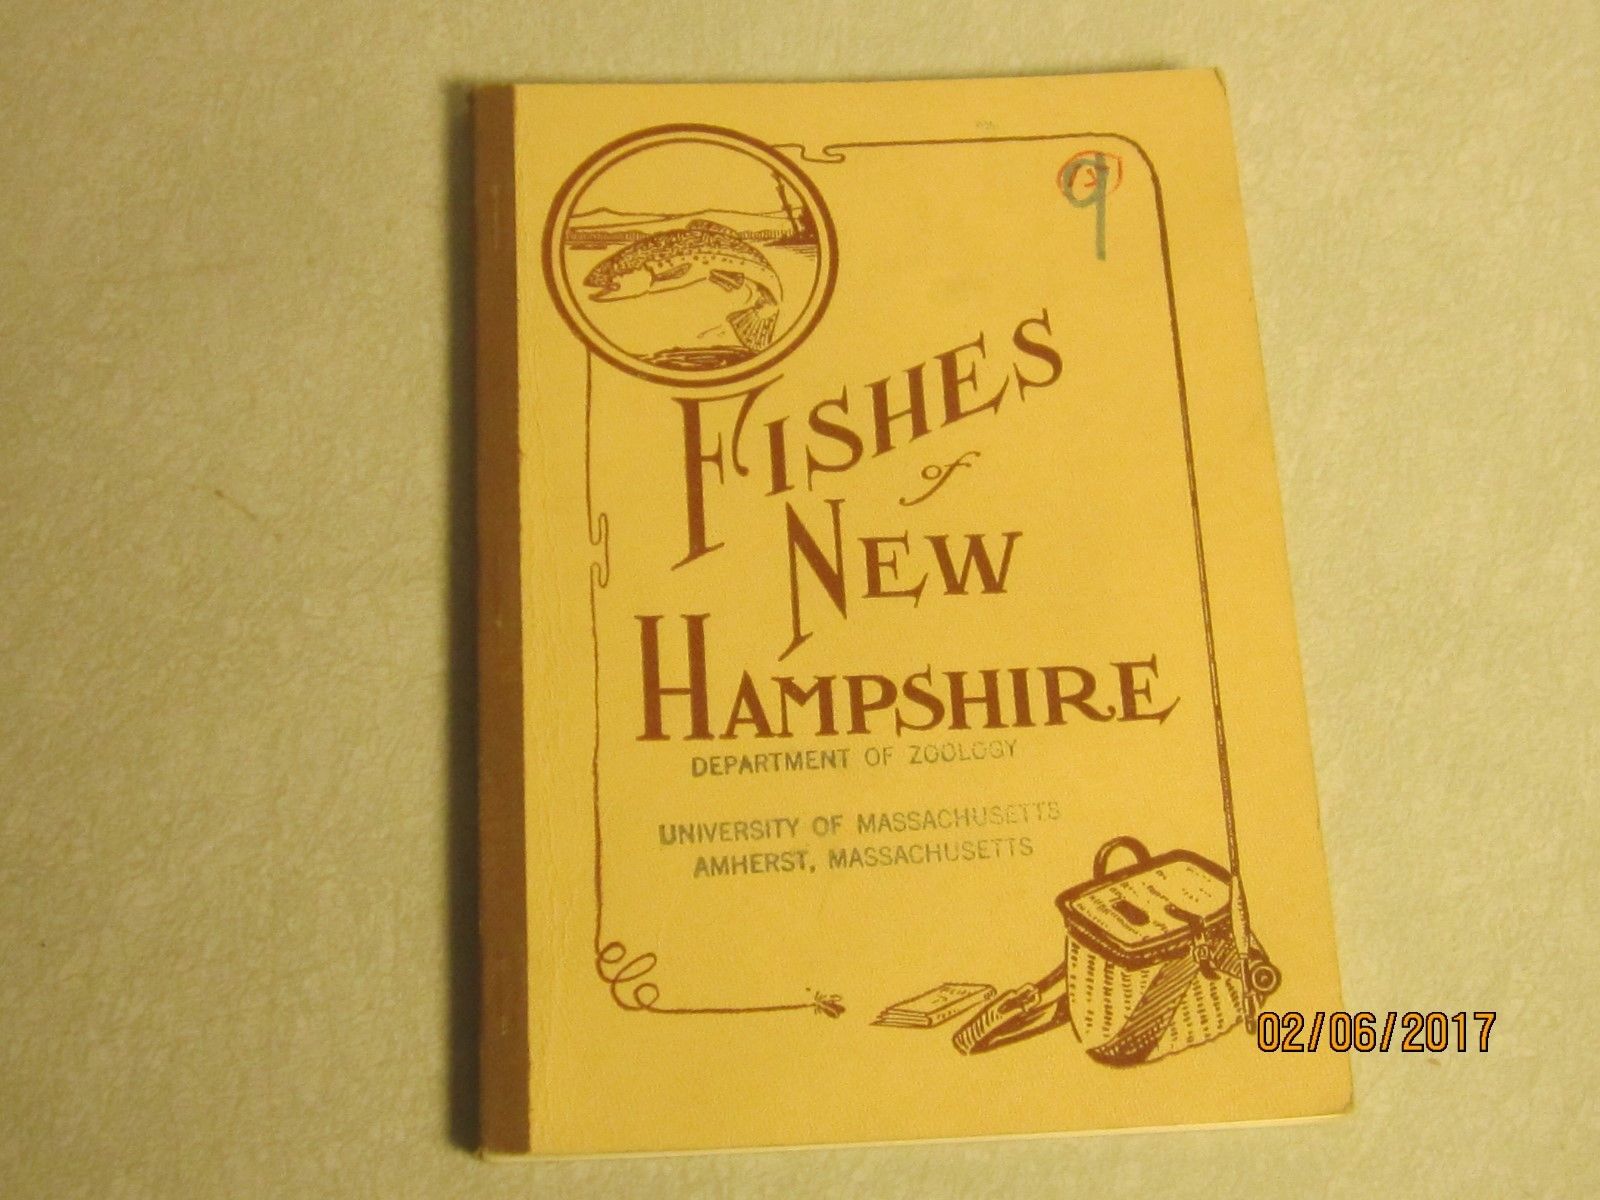 9
FISHES
of
NEW
HAMPSHIRE
DEPARTMENT OF ZOOLOGY
UNIVERSITY OF MASSACHUSETTS
AMHERST, MASSACHUSETTS
02/06/2017